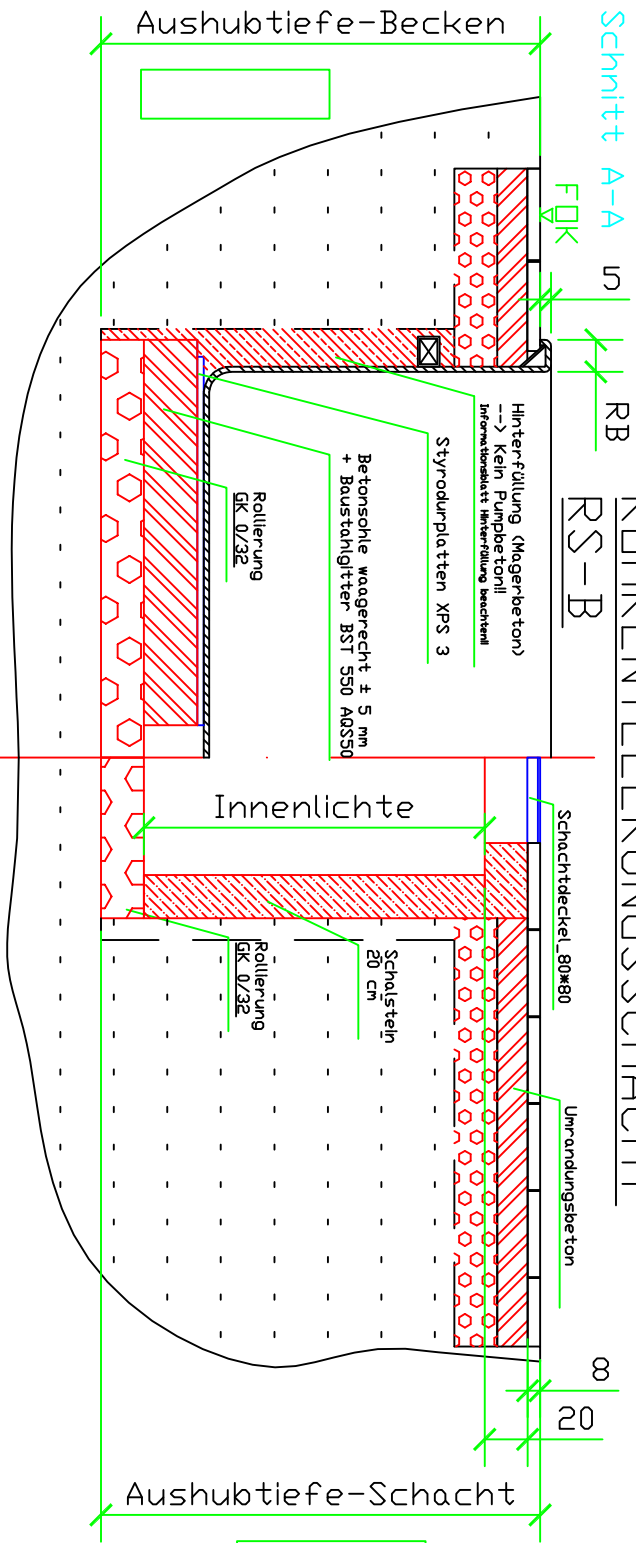 Schnitt A-A
RS-B
Aushubtiefe-Becken
FOK
5
RB
Hinterfüllung (Magerbeton)
--> Kein Pumpbeton!!
Informationsblatt Hinterfüllung beachten!!
Styrodurplatten XPS 3
Betonsohle waagerecht ± 5 mm
+ Baustahlgitter BST 550 AQS50
Rollierung
GK 0/32
Innenlichte
Schachtdeckel_80*80
Schalstein
20 cm
Rollierung
GK 0/32
Umrandungsbeton
8
20
Aushubtiefe-Schacht